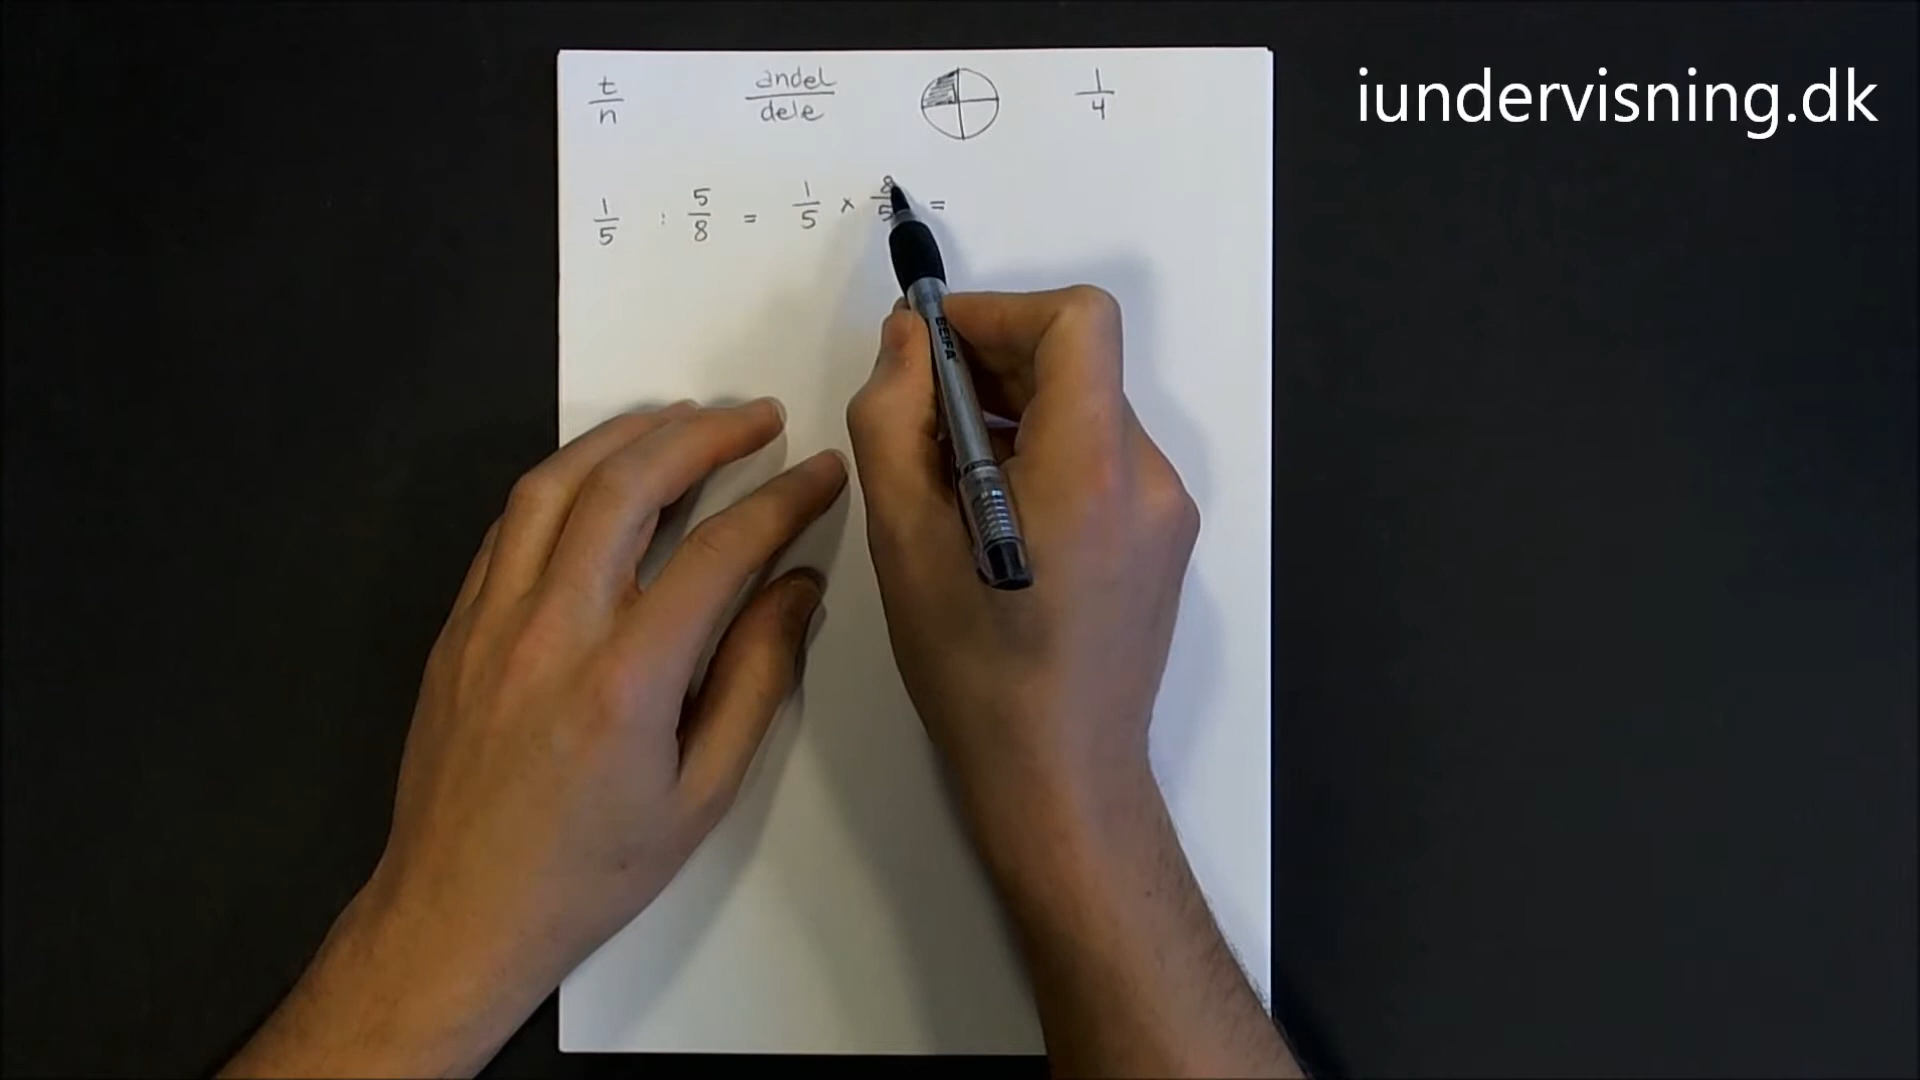 iundervisning.dk
t/n andel/dele 1/4
1/5 : 5/8 = 1/5 × 8/5 =
BEIFA